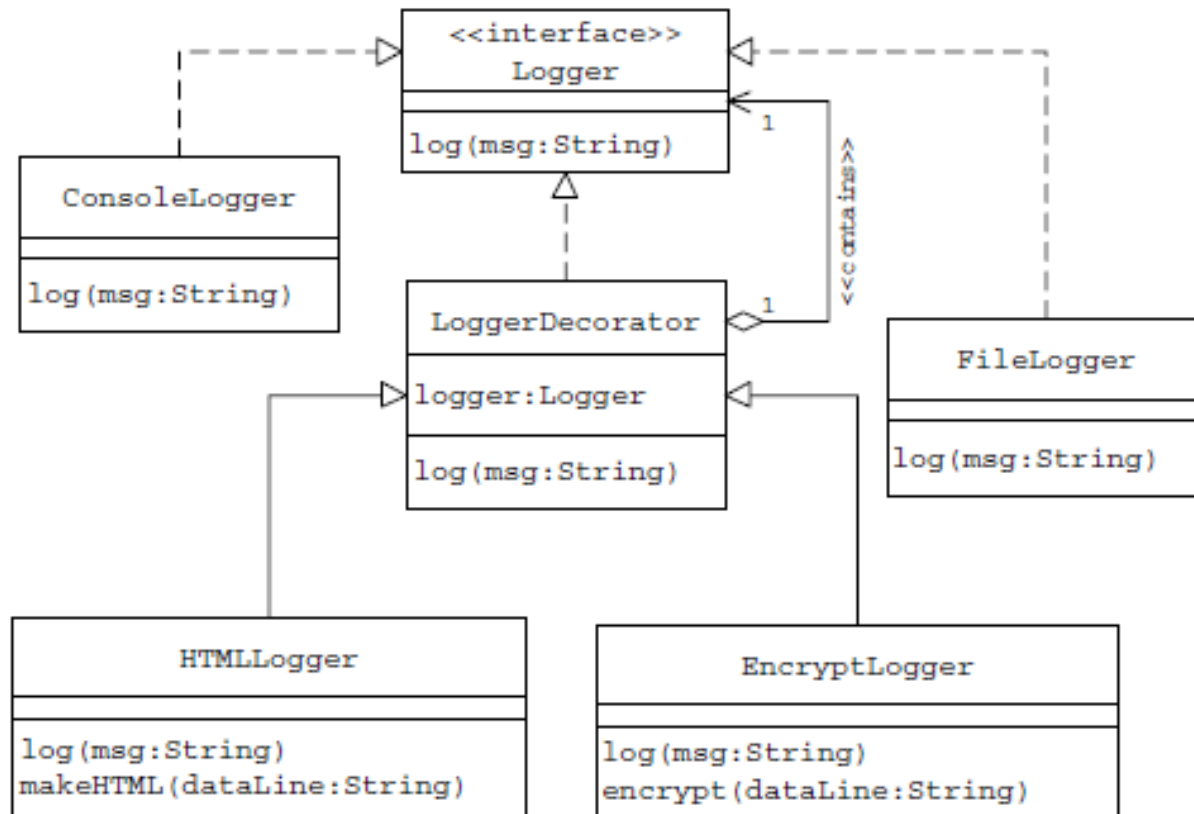 <<interface>>
Logger
log(msg:String)
1
<<contains>>
ConsoleLogger
log(msg:String)
LoggerDecorator
1
logger:Logger
log(msg:String)
FileLogger
log(msg:String)
HTMLLogger
log(msg:String)
makeHTML(dataLine:String)
EncryptLogger
log(msg:String)
encrypt(dataLine:String)